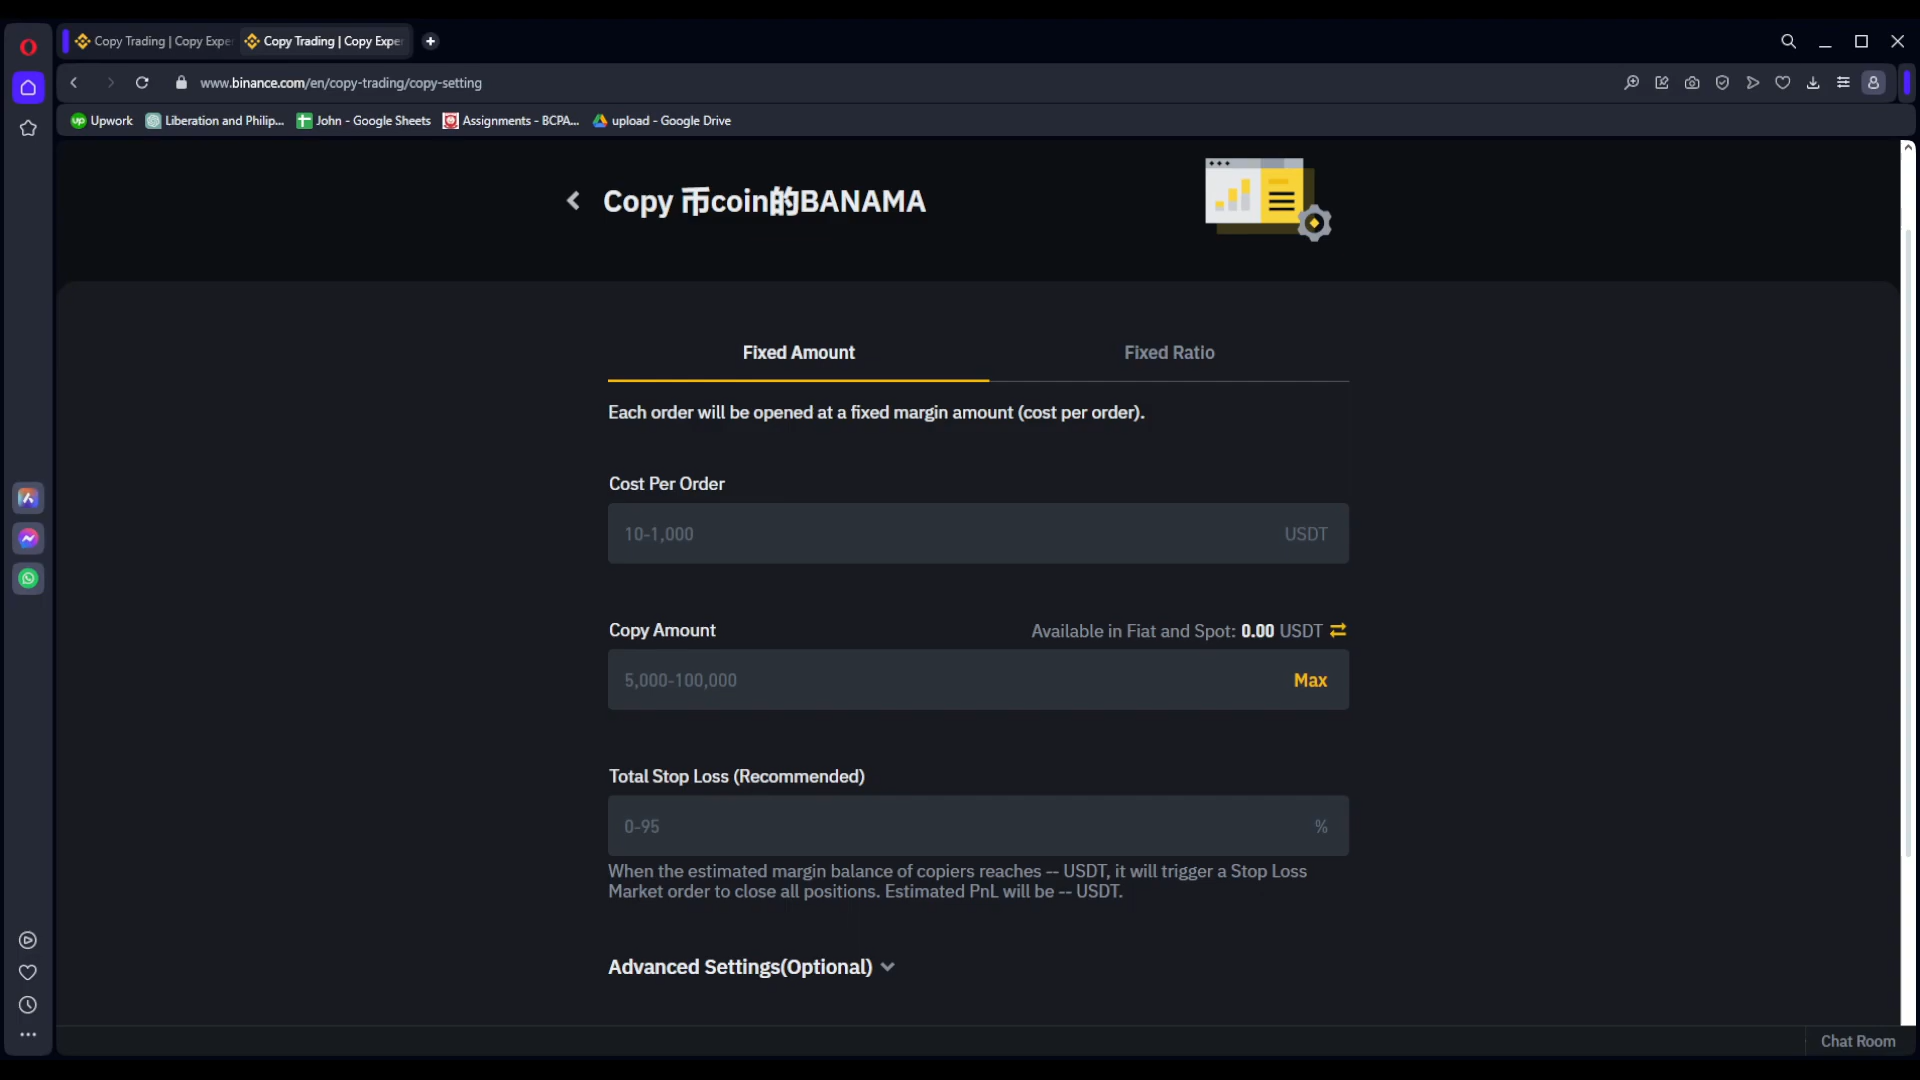 Copy Trading | Copy Exper
Copy Trading | Copy Exper
www.binance.com/en/copy-trading/copy-setting
up Upwork
Liberation and Philip...
John - Google Sheets
Assignments - BCPA...
upload - Google Drive
Copy 币coin的BANAMA
Fixed Amount
Fixed Ratio
Each order will be opened at a fixed margin amount (cost per order).
Cost Per Order
10-1,000
USDT
Copy Amount
Available in Fiat and Spot: 0.00 USDT
5,000-100,000
Max
Total Stop Loss (Recommended)
0-95
%
When the estimated margin balance of copiers reaches -- USDT, it will trigger a Stop Loss
Market order to close all positions. Estimated PnL will be -- USDT.
Advanced Settings(Optional)
Chat Room